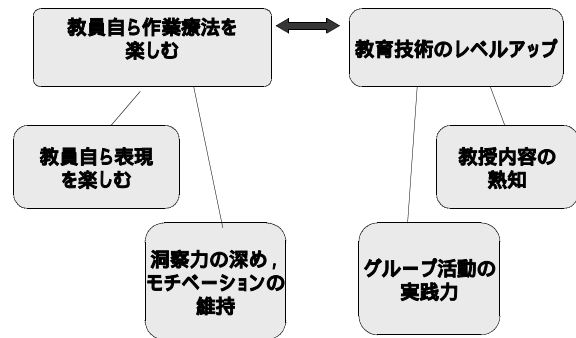 教員自ら作業療法を
楽しむ
教育技術のレベルアップ
教員自ら表現
を楽しむ
教授内容の
熟知
洞察力の深め,
モチベーションの
維持
グループ活動の
実践力